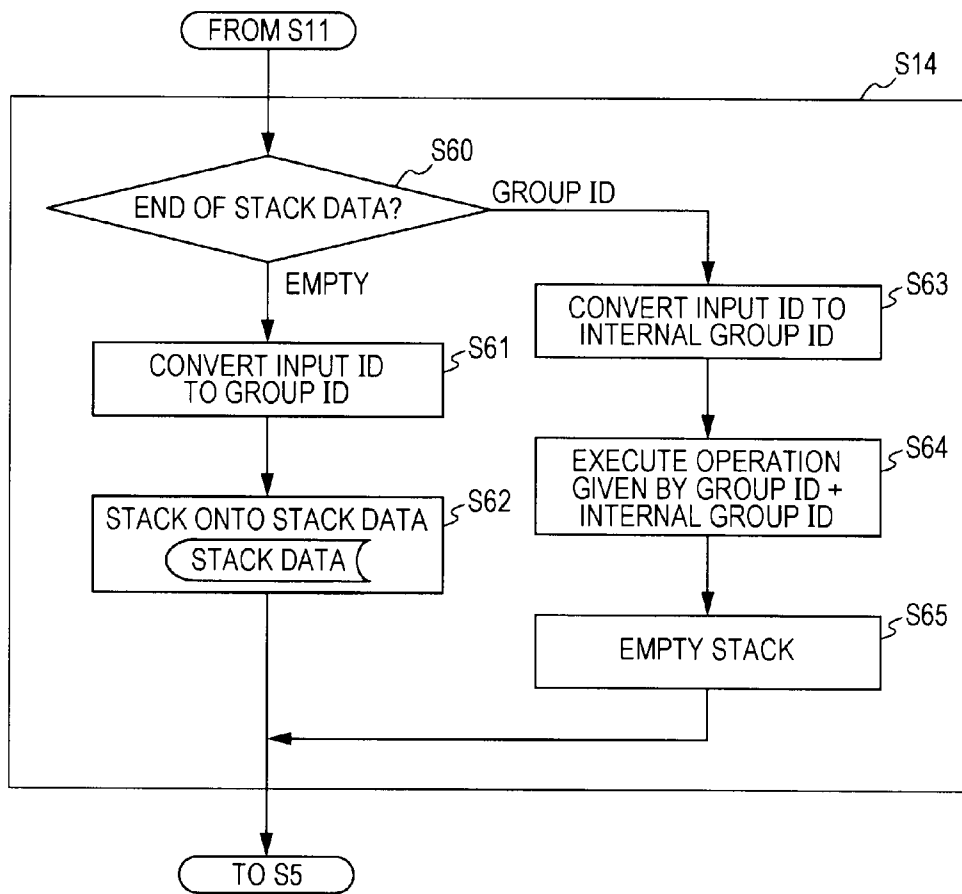 FROM S11
S14
S60
END OF STACK DATA?
GROUP ID
EMPTY
S61
CONVERT INPUT ID
TO GROUP ID
S62
STACK ONTO STACK DATA
STACK DATA
S63
CONVERT INPUT ID TO
INTERNAL GROUP ID
S64
EXECUTE OPERATION
GIVEN BY GROUP ID +
INTERNAL GROUP ID
S65
EMPTY STACK
TO S5